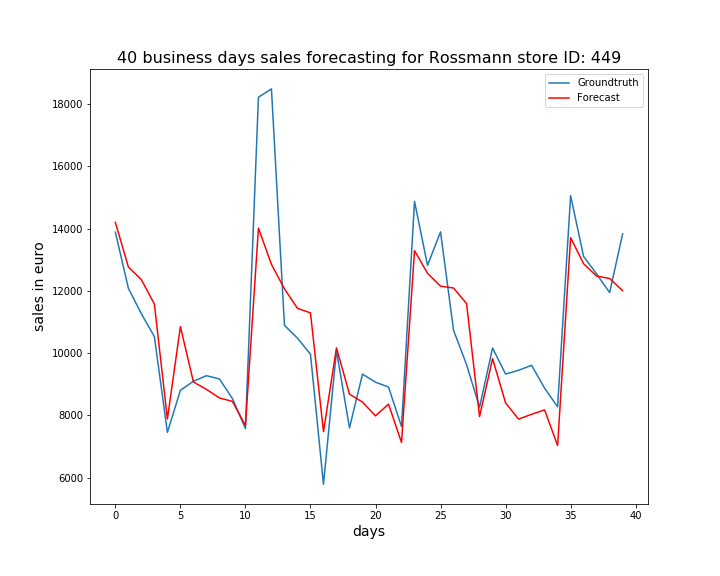 40 business days sales forecasting for Rossmann store ID: 449
Groundtruth
Forecast
18000
16000
14000
12000
10000
8000
6000
sales in euro
0 5 10 15 20 25 30 35 40
days